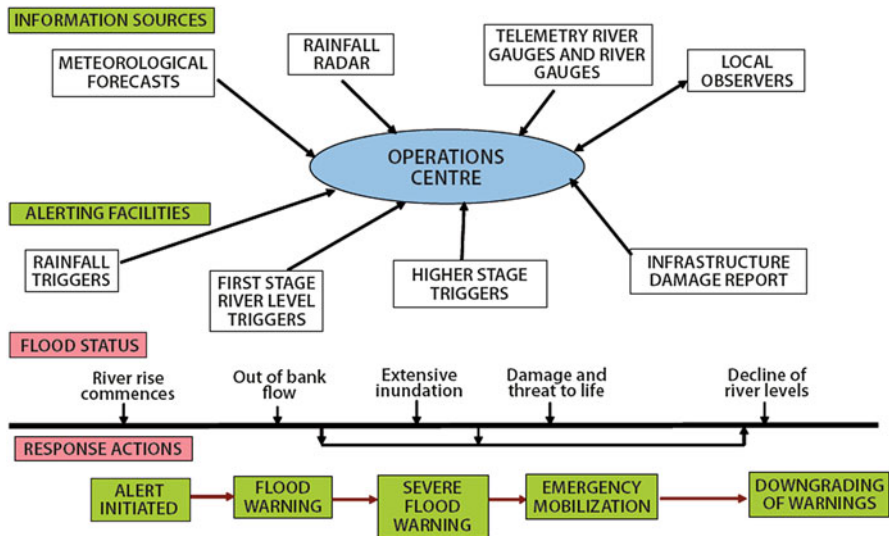 INFORMATION SOURCES
METEOROLOGICAL
FORECASTS
RAINFALL
RADAR
TELEMETRY RIVER
GAUGES AND RIVER
GAUGES
LOCAL
OBSERVERS
OPERATIONS
CENTRE
ALERTING FACILITIES
RAINFALL
TRIGGERS
FIRST STAGE
RIVER LEVEL
TRIGGERS
HIGHER STAGE
TRIGGERS
INFRASTRUCTURE
DAMAGE REPORT
FLOOD STATUS
River rise
commences
Out of bank
flow
Extensive
inundation
Damage and
threat to life
Decline of
river levels
RESPONSE ACTIONS
ALERT
INITIATED
FLOOD
WARNING
SEVERE
FLOOD
WARNING
EMERGENCY
MOBILIZATION
DOWNGRADING
OF WARNINGS